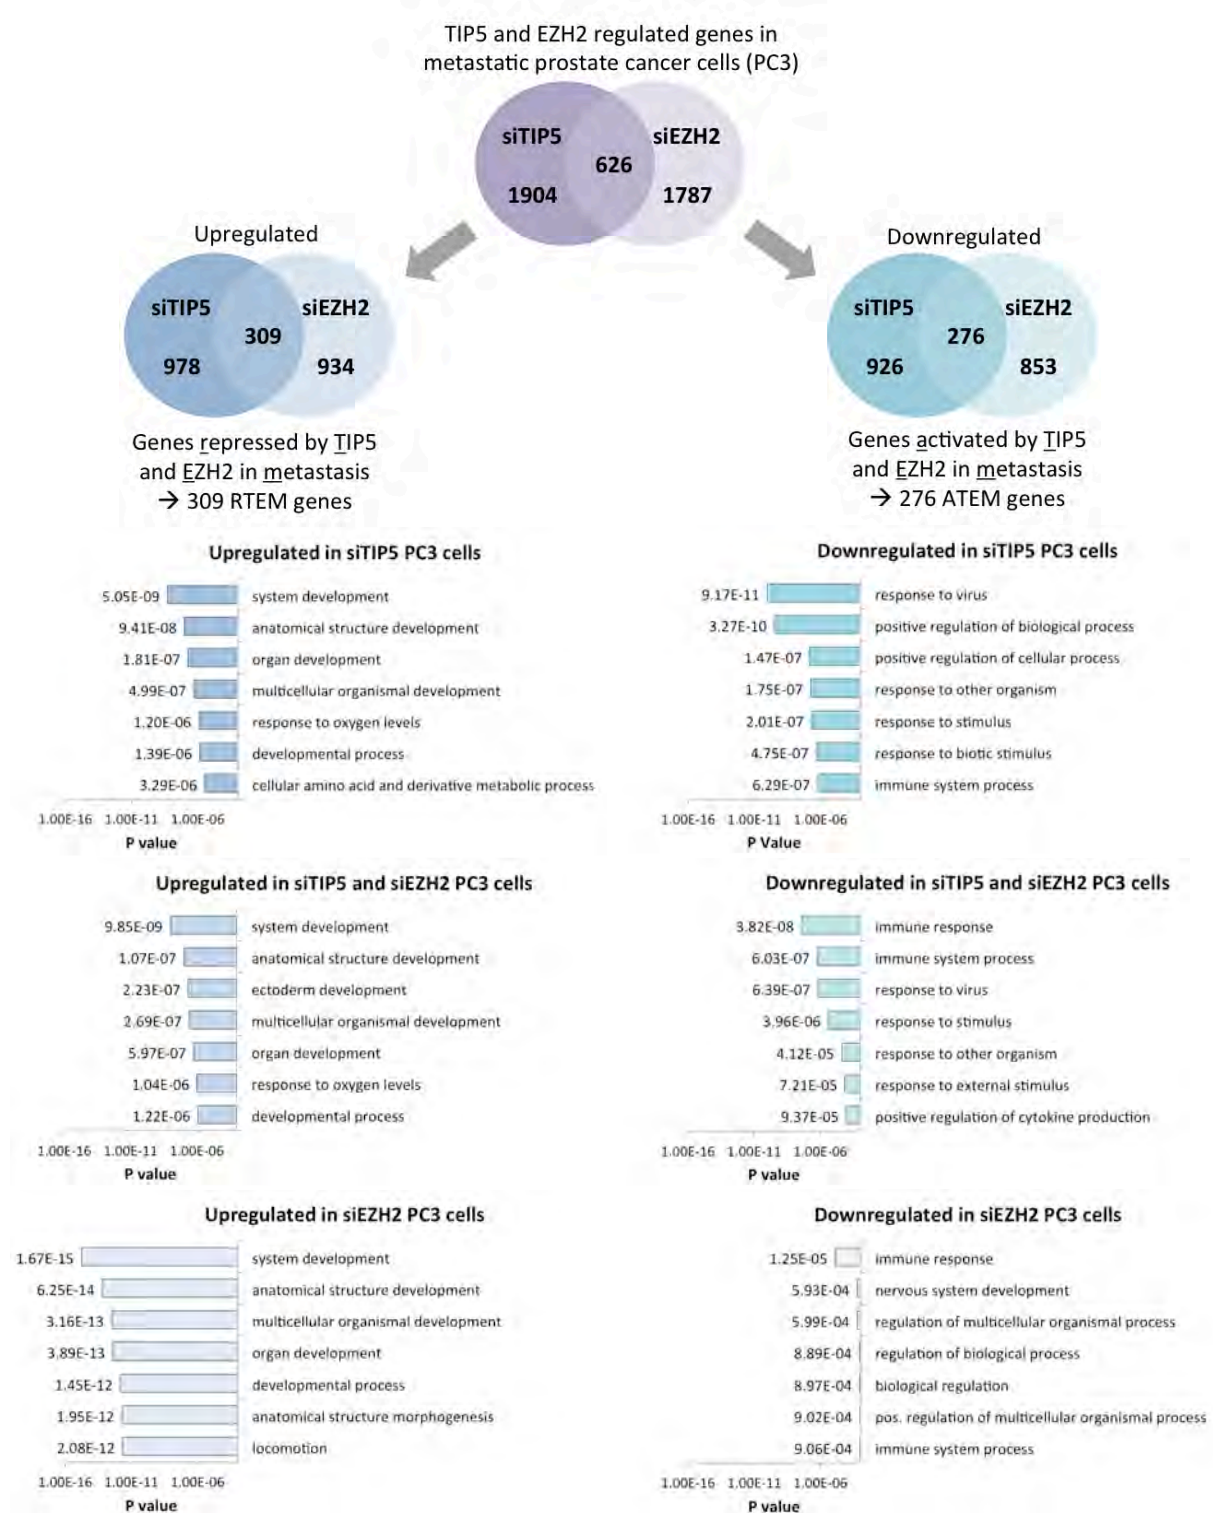 TIP5 and EZH2 regulated genes in
metastatic prostate cancer cells (PC3)
siTIP5
siEZH2
626
1904
1787
Upregulated
Downregulated
siTIP5
siEZH2
309
978
934
siTIP5
siEZH2
276
926
853
Genes repressed by TIP5
and EZH2 in metastasis
→ 309 RTEM genes
Genes activated by TIP5
and EZH2 in metastasis
→ 276 ATEM genes
Upregulated in siTIP5 PC3 cells
5.05E-09 system development
9.41E-08 anatomical structure development
1.81E-07 organ development
4.99E-07 multicellular organismal development
1.20E-06 response to oxygen levels
1.39E-06 developmental process
3.29E-06 cellular amino acid and derivative metabolic process
1.00E-16 1.00E-11 1.00E-06
P value
Downregulated in siTIP5 PC3 cells
9.17E-11 response to virus
3.27E-10 positive regulation of biological process
1.47E-07 positive regulation of cellular process
1.75E-07 response to other organism
2.01E-07 response to stimulus
4.75E-07 response to biotic stimulus
6.29E-07 immune system process
1.00E-16 1.00E-11 1.00E-06
P Value
Upregulated in siTIP5 and siEZH2 PC3 cells
9.85E-09 system development
1.07E-07 anatomical structure development
2.23E-07 ectoderm development
2.69E-07 multicellular organismal development
5.97E-07 organ development
1.04E-06 response to oxygen levels
1.22E-06 developmental process
1.00E-16 1.00E-11 1.00E-06
P value
Downregulated in siTIP5 and siEZH2 PC3 cells
3.82E-08 immune response
6.03E-07 immune system process
6.39E-07 response to virus
3.96E-06 response to stimulus
4.12E-05 response to other organism
7.21E-05 response to external stimulus
9.37E-05 positive regulation of cytokine production
1.00E-16 1.00E-11 1.00E-06
P value
Upregulated in siEZH2 PC3 cells
1.67E-15 system development
6.25E-14 anatomical structure development
3.16E-13 multicellular organismal development
3.89E-13 organ development
1.45E-12 developmental process
1.95E-12 anatomical structure morphogenesis
2.08E-12 locomotion
1.00E-16 1.00E-11 1.00E-06
P value
Downregulated in siEZH2 PC3 cells
1.25E-05 immune response
5.93E-04 nervous system development
5.99E-04 regulation of multicellular organismal process
8.89E-04 regulation of biological process
8.97E-04 biological regulation
9.02E-04 pos. regulation of multicellular organismal process
9.06E-04 immune system process
1.00E-16 1.00E-11 1.00E-06
P value